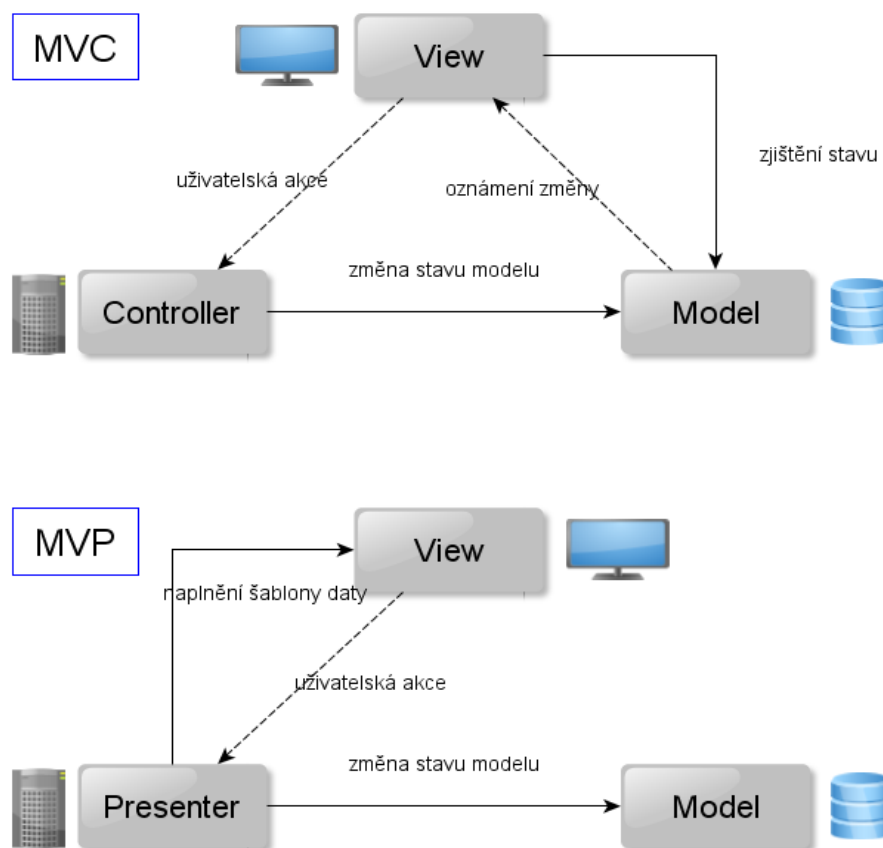 MVC
View
uživatelská akce
oznámení změny
zjištění stavu
změna stavu modelu
Controller
Model
MVP
View
naplnění šablony daty
uživatelská akce
změna stavu modelu
Presenter
Model